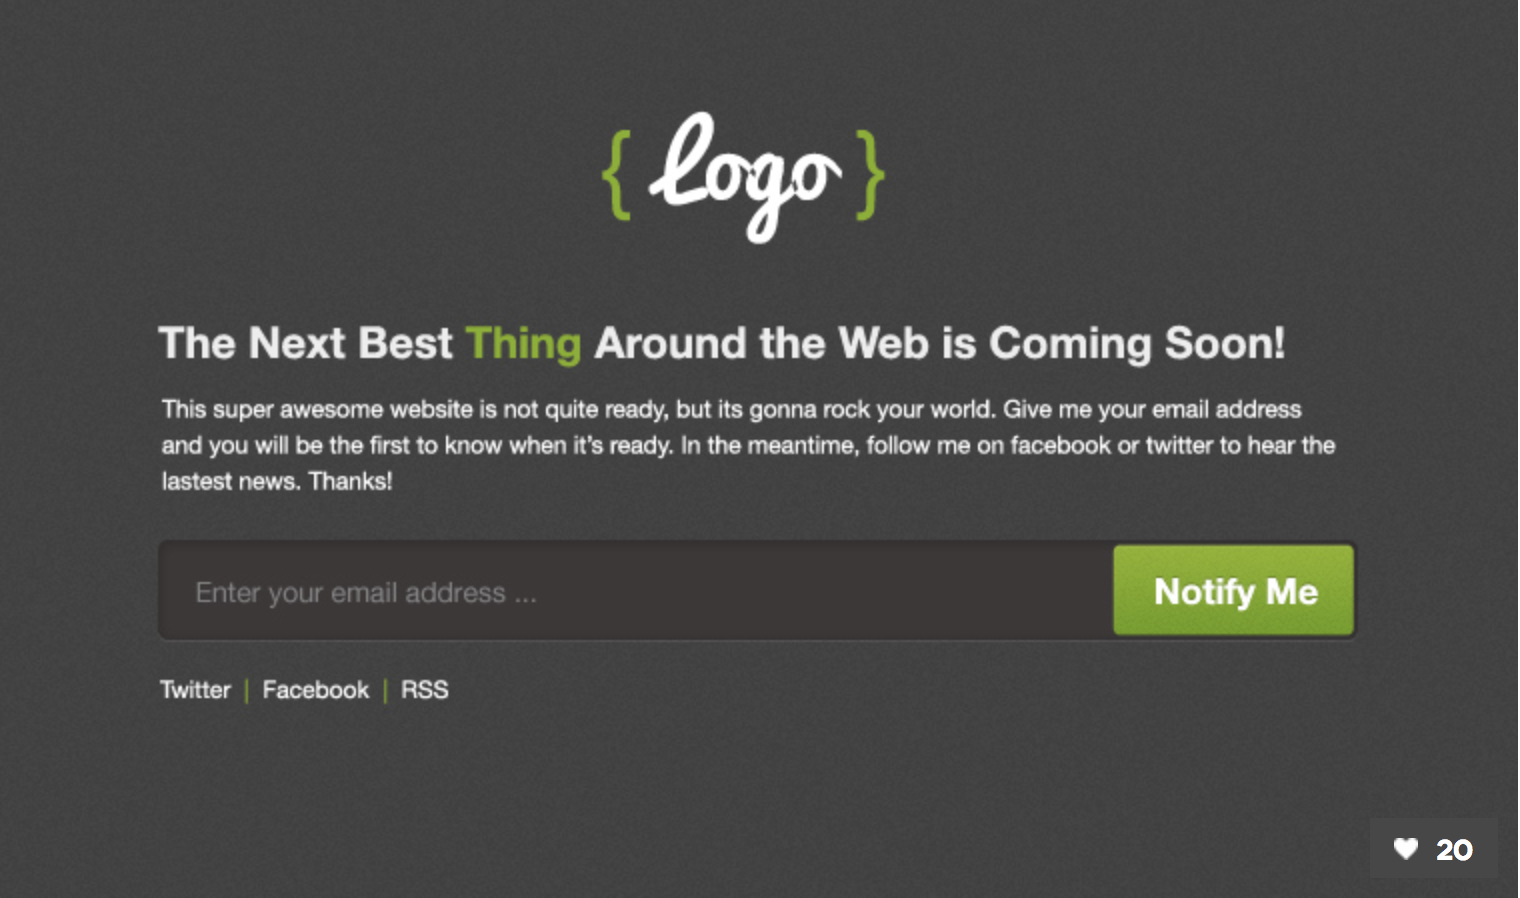 { Logo }
The Next Best Thing Around the Web is Coming Soon!
This super awesome website is not quite ready, but its gonna rock your world. Give me your email address
and you will be the first to know when it’s ready. In the meantime, follow me on facebook or twitter to hear the
lastest news. Thanks!
Enter your email address ... Notify Me
Twitter | Facebook | RSS
20